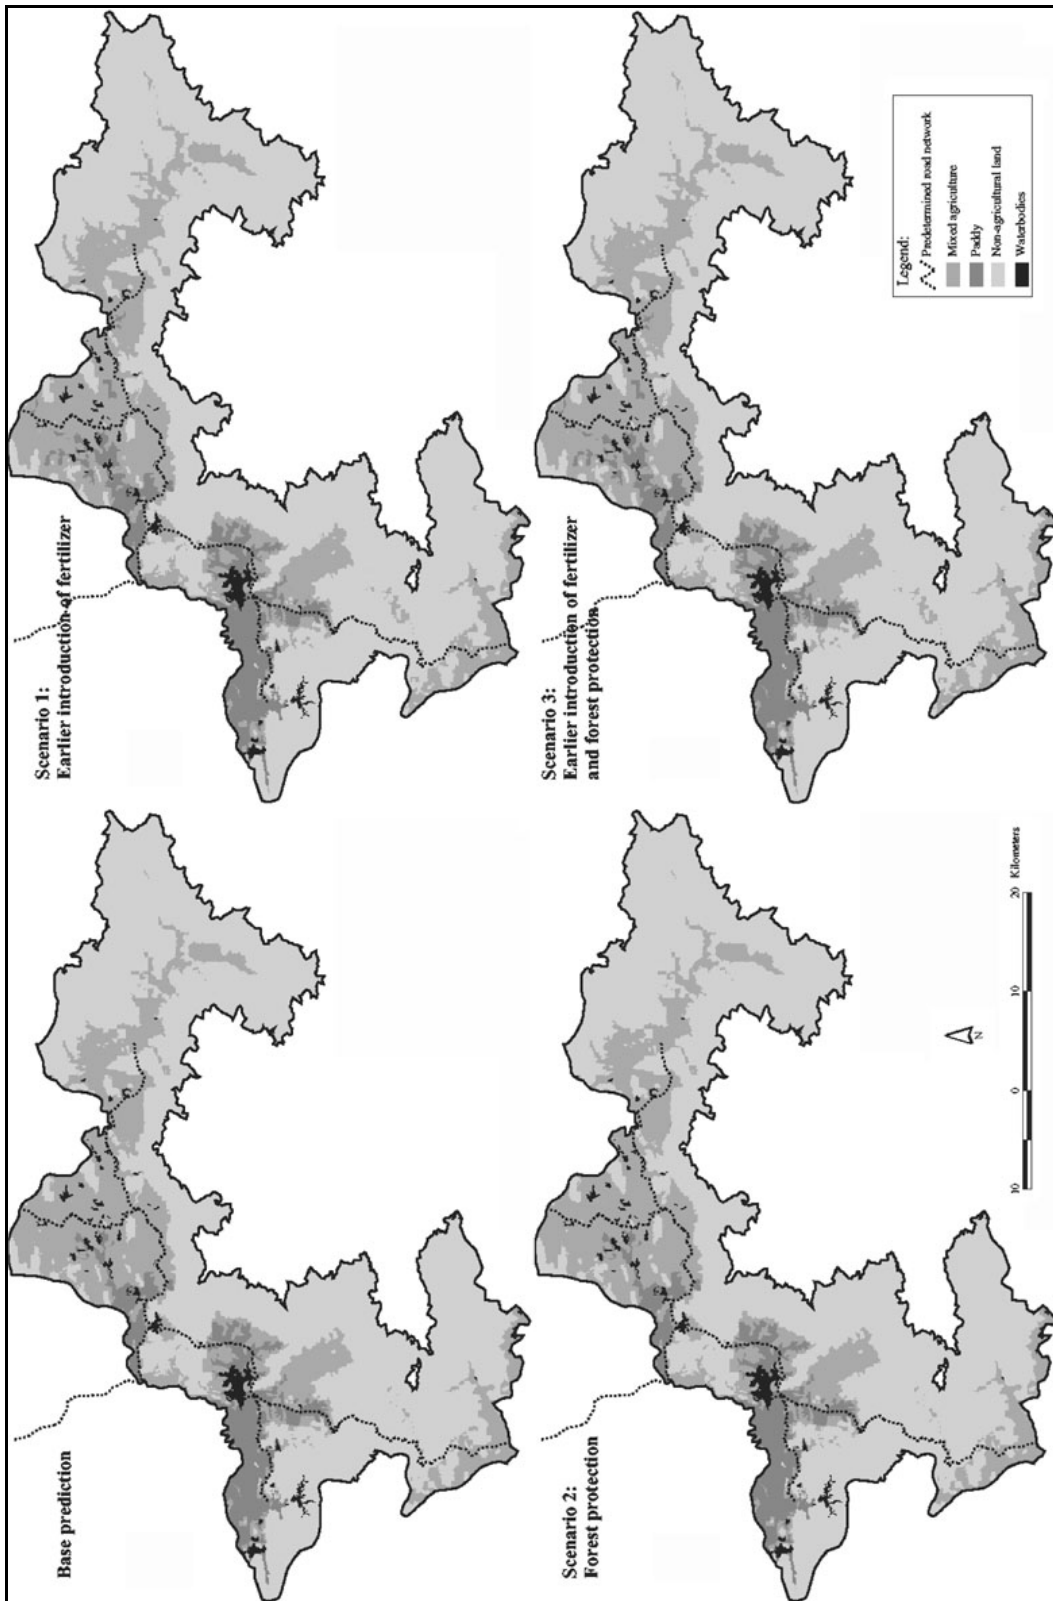 Base prediction
Scenario 1:
Earlier introduction of fertilizer
Scenario 2:
Forest protection
Scenario 3:
Earlier introduction of fertilizer
and forest protection
Legend:
Predetermined road network
Mixed agriculture
Paddy
Non-agricultural land
Waterbodies
N
10 0 10 20 Kilometers